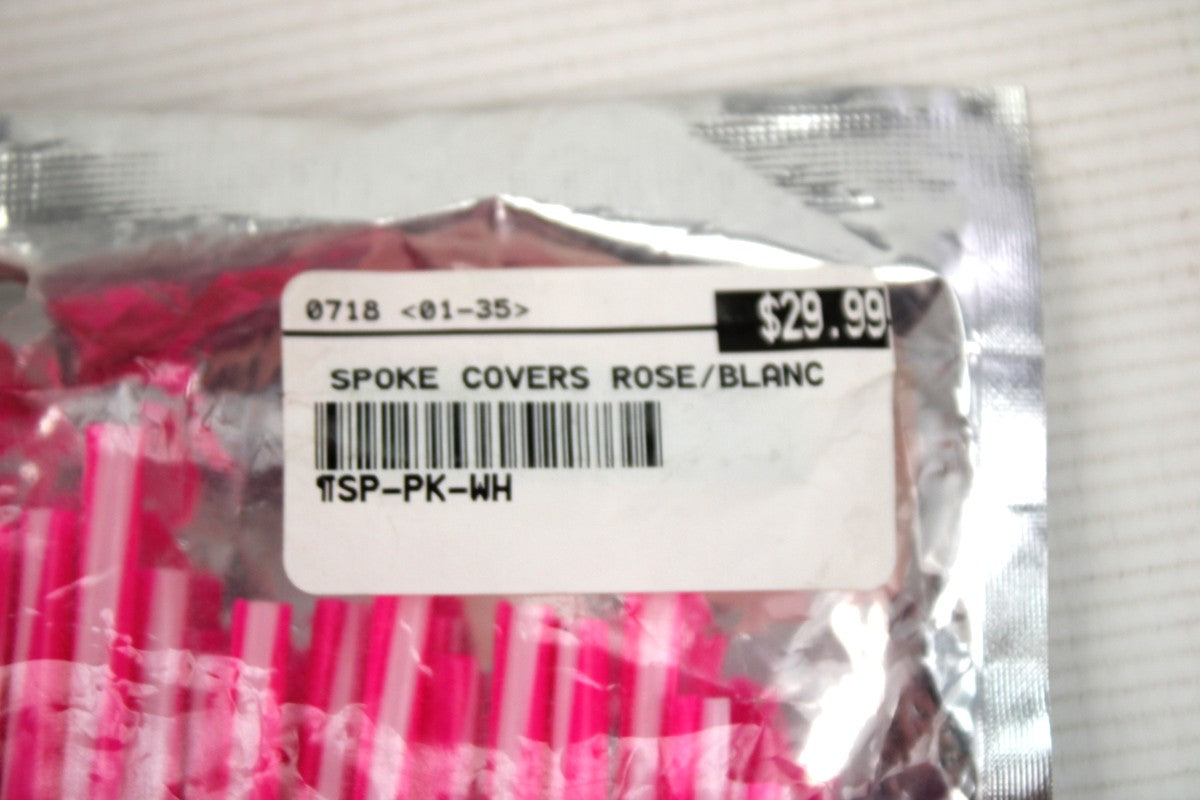 0718 <01-35>
$29.99
SPOKE COVERS ROSE/BLANC
¶SP-PK-WH